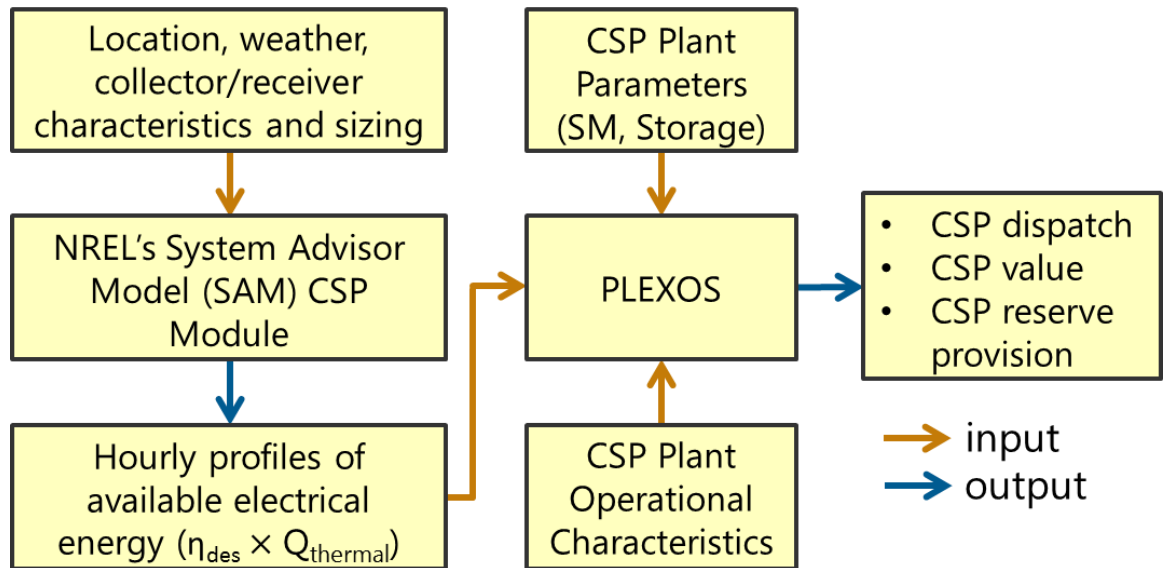 Location, weather,
collector/receiver
characteristics and sizing
CSP Plant
Parameters
(SM, Storage)
NREL’s System Advisor
Model (SAM) CSP
Module
PLEXOS
• CSP dispatch
• CSP value
• CSP reserve
provision
Hourly profiles of
available electrical
energy (ηdes × Qthermal)
CSP Plant
Operational
Characteristics
input
output